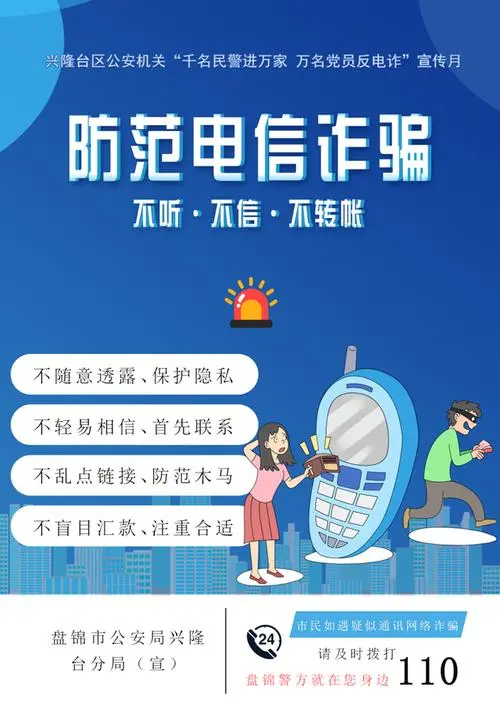 兴隆台区公安机关“千名民警进万家 万名党员反电诈”宣传月
防范电信诈骗
不听·不信·不转帐
不随意透露、保护隐私
不轻易相信、首先联系
不乱点链接、防范木马
不盲目汇款、注重合适
盘锦市公安局兴隆
台分局（宣）
24
市民如遇疑似通讯网络诈骗
请及时拨打
盘锦警方就在您身边
110